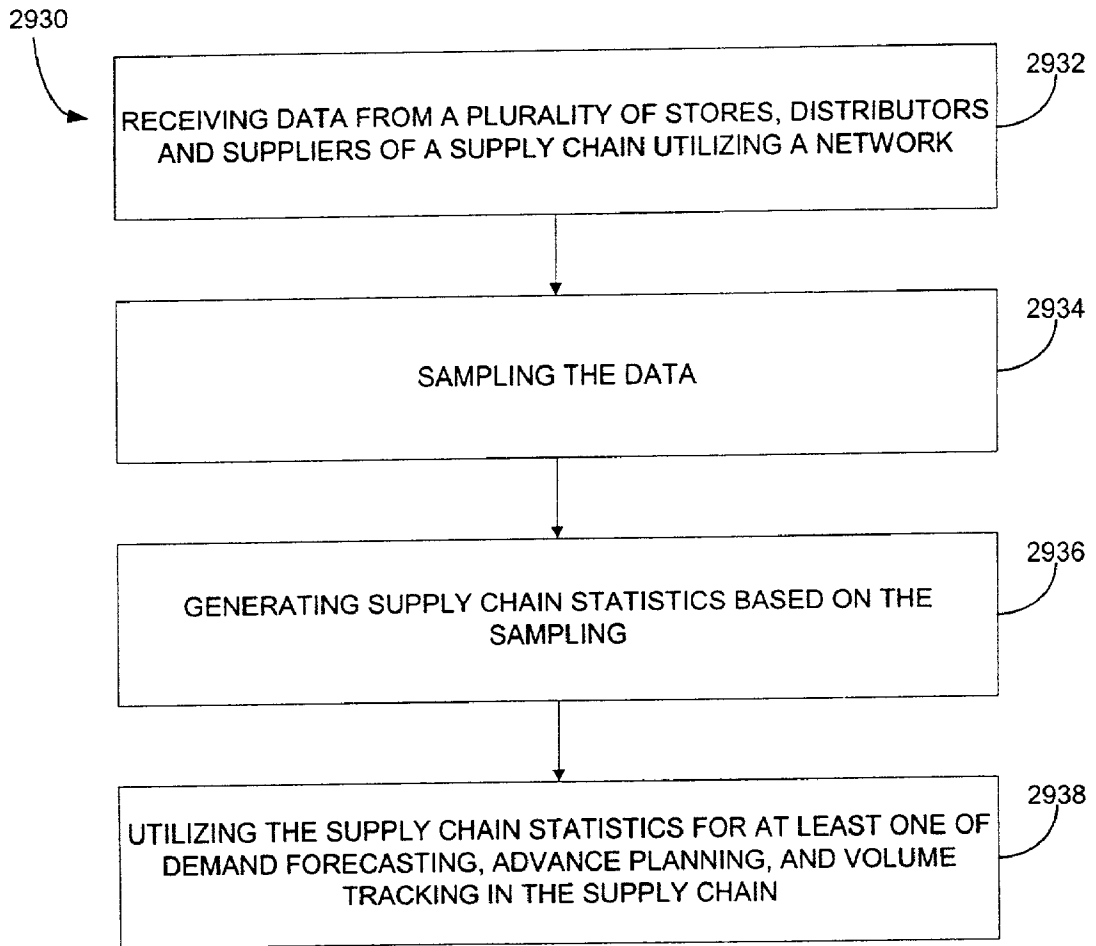 2930
2932
RECEIVING DATA FROM A PLURALITY OF STORES, DISTRIBUTORS
AND SUPPLIERS OF A SUPPLY CHAIN UTILIZING A NETWORK
2934
SAMPLING THE DATA
2936
GENERATING SUPPLY CHAIN STATISTICS BASED ON THE
SAMPLING
2938
UTILIZING THE SUPPLY CHAIN STATISTICS FOR AT LEAST ONE OF
DEMAND FORECASTING, ADVANCE PLANNING, AND VOLUME
TRACKING IN THE SUPPLY CHAIN